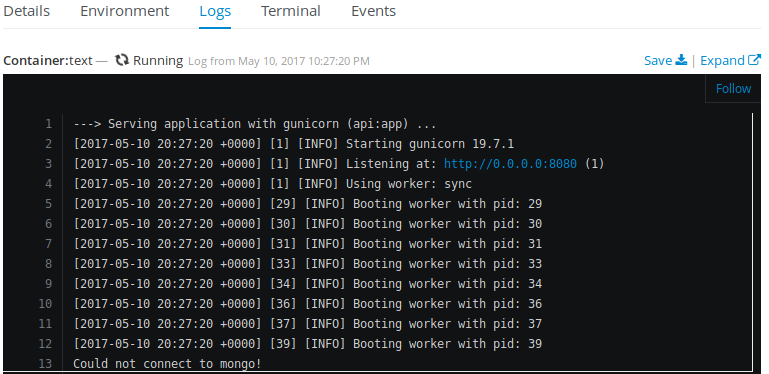 Details Environment Logs Terminal Events
Container:text — Running Log from May 10, 2017 10:27:20 PM Save | Expand
Follow
1 ---> Serving application with gunicorn (api:app) ...
2 [2017-05-10 20:27:20 +0000] [1] [INFO] Starting gunicorn 19.7.1
3 [2017-05-10 20:27:20 +0000] [1] [INFO] Listening at: http://0.0.0.0:8080 (1)
4 [2017-05-10 20:27:20 +0000] [1] [INFO] Using worker: sync
5 [2017-05-10 20:27:20 +0000] [29] [INFO] Booting worker with pid: 29
6 [2017-05-10 20:27:20 +0000] [30] [INFO] Booting worker with pid: 30
7 [2017-05-10 20:27:20 +0000] [31] [INFO] Booting worker with pid: 31
8 [2017-05-10 20:27:20 +0000] [33] [INFO] Booting worker with pid: 33
9 [2017-05-10 20:27:20 +0000] [34] [INFO] Booting worker with pid: 34
10 [2017-05-10 20:27:20 +0000] [36] [INFO] Booting worker with pid: 36
11 [2017-05-10 20:27:20 +0000] [37] [INFO] Booting worker with pid: 37
12 [2017-05-10 20:27:20 +0000] [39] [INFO] Booting worker with pid: 39
13 Could not connect to mongo!